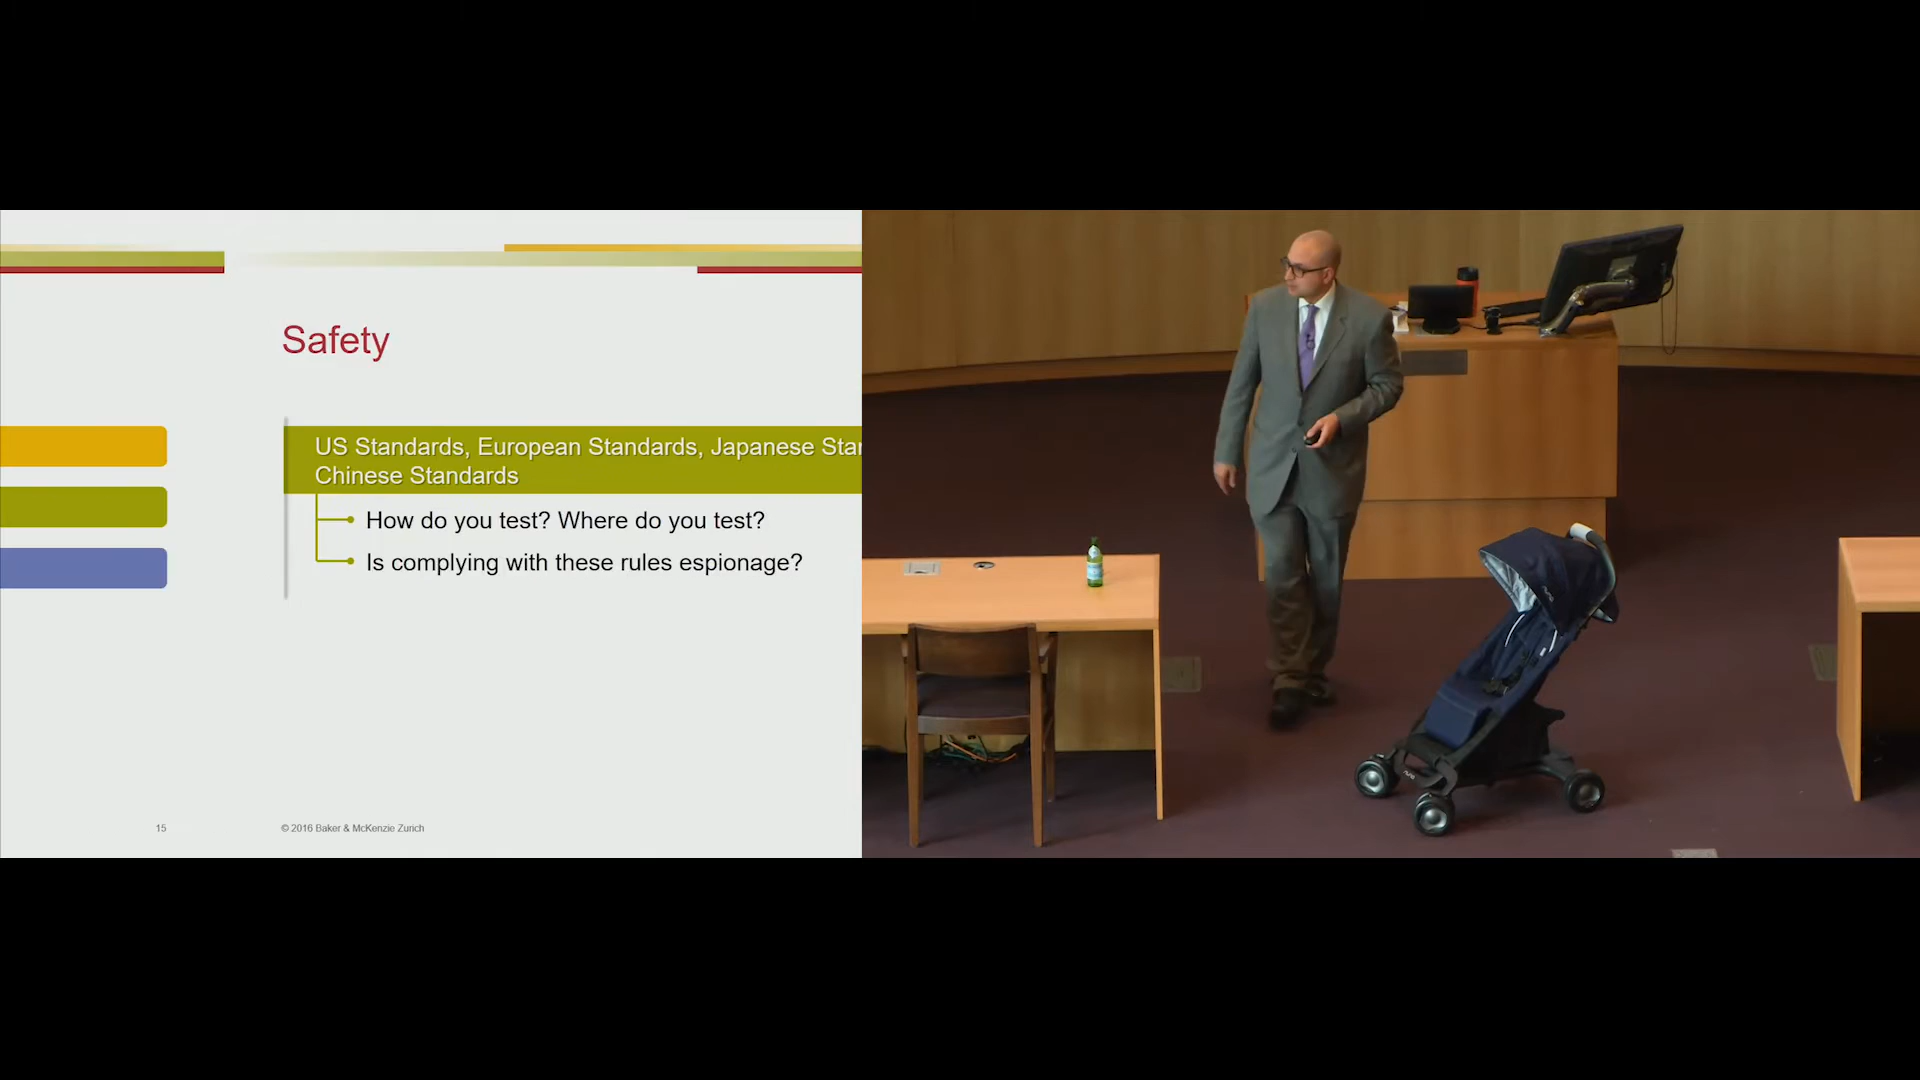 Safety
US Standards, European Standards, Japanese
Chinese Standards
How do you test? Where do you test?
Is complying with these rules espionage?
15
© 2016 Baker & McKenzie Zurich
nuna